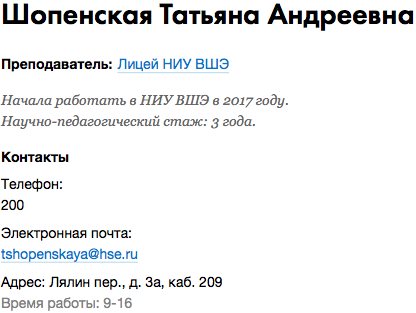 Шопенская Татьяна Андреевна
Преподаватель: Лицей НИУ ВШЭ
Начала работать в НИУ ВШЭ в 2017 году.
Научно-педагогический стаж: 3 года.
Контакты
Телефон:
200
Электронная почта:
tshopenskaya@hse.ru
Адрес: Лялин пер., д. 3а, каб. 209
Время работы: 9-16